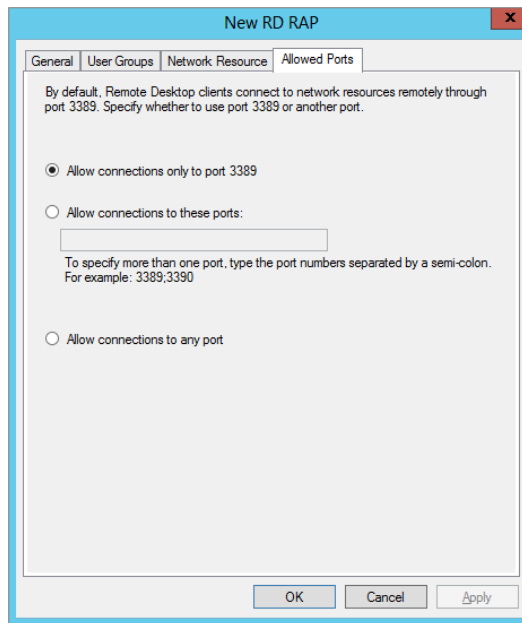 New RD RAP
x
General User Groups Network Resource Allowed Ports
By default, Remote Desktop clients connect to network resources remotely through
port 3389. Specify whether to use port 3389 or another port.
Allow connections only to port 3389
Allow connections to these ports:
To specify more than one port, type the port numbers separated by a semi-colon.
For example: 3389;3390
Allow connections to any port
OK Cancel Apply